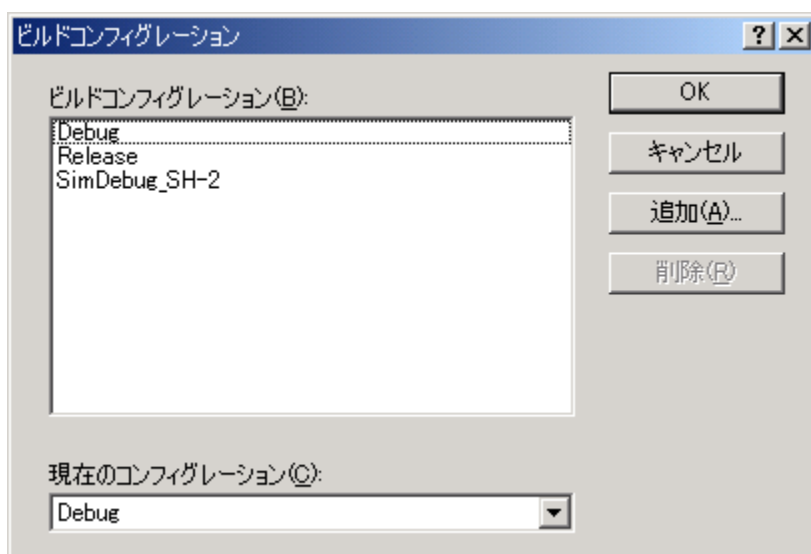 ビルドコンフィグレーション
ビルドコンフィグレーション(B):
Debug
Release
SimDebug_SH-2
OK
キャンセル
追加(A)...
削除(R)
現在のコンフィグレーション(C):
Debug